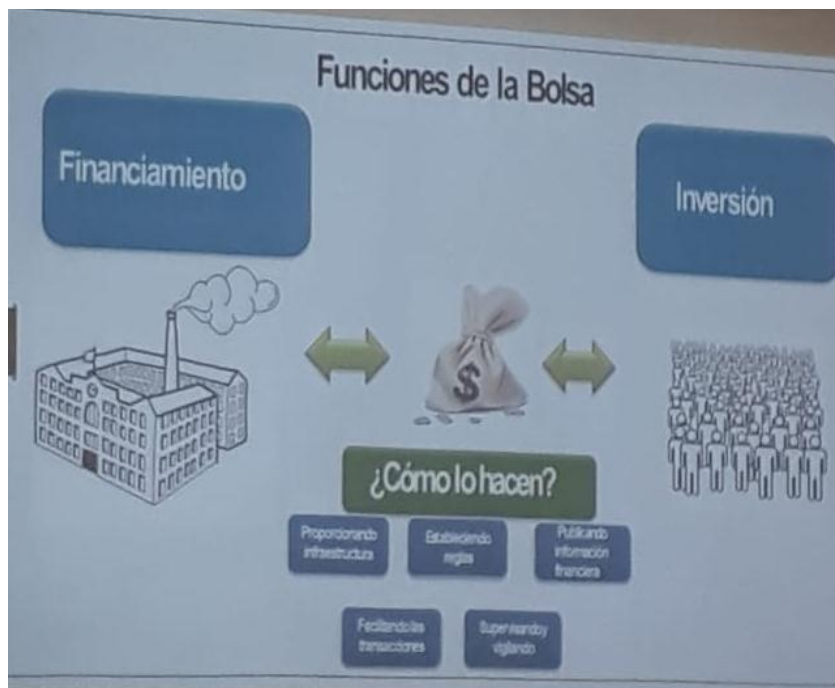 Funciones de la Bolsa
Financiamiento
Inversión
$
¿Cómo lo hacen?
Proporcionando
infraestructura
Estableciendo
reglas
Publicando
información
financiera
Facilitando las
transacciones
Supervisando y
vigilando